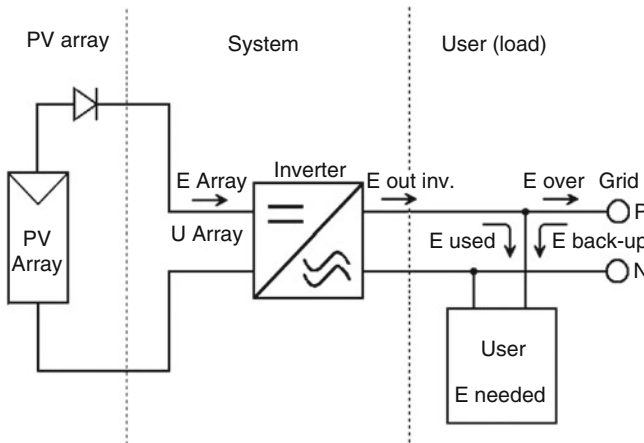 PV array
System
User (load)
Inverter
E Array
E out inv.
E over
Grid
P
PV
Array
U Array
E used
E back-up
N
User
E needed